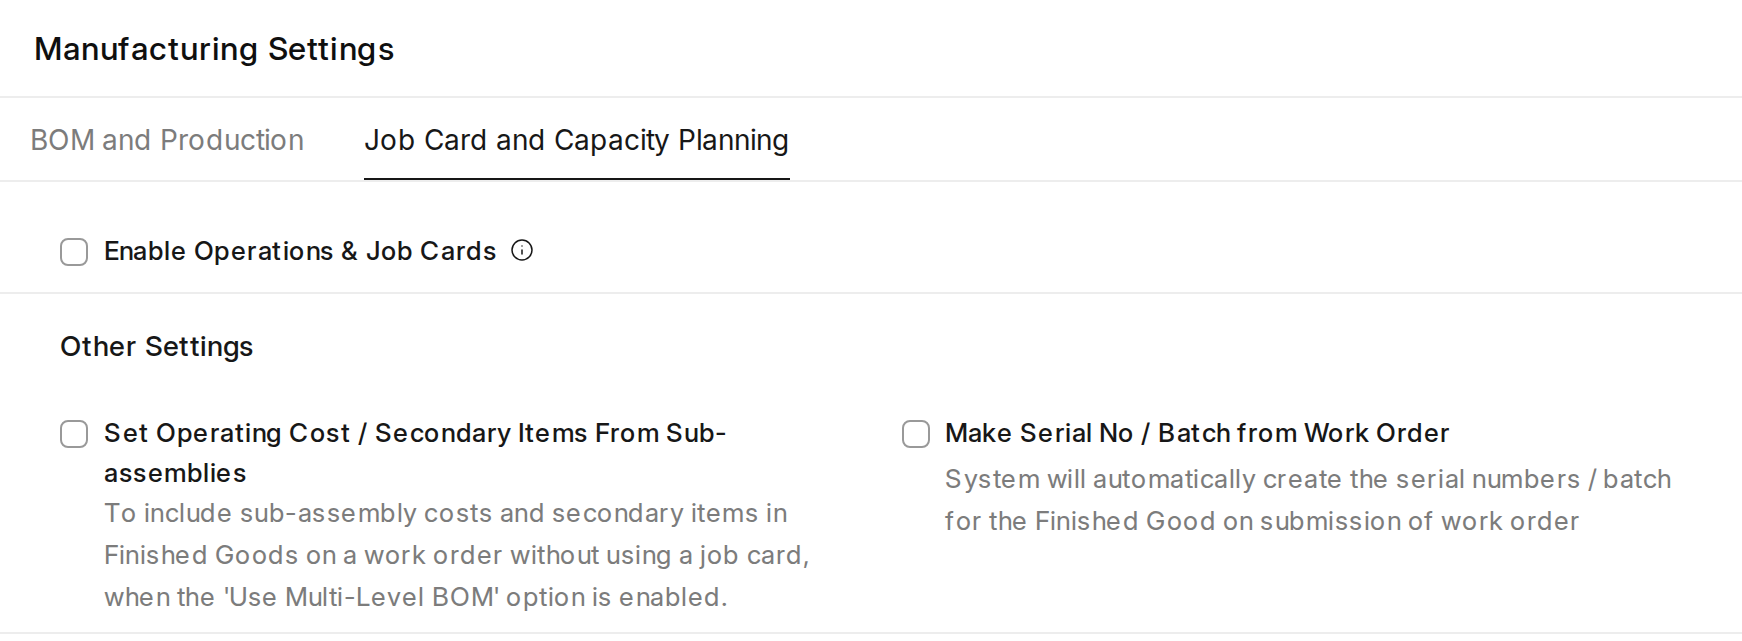 Manufacturing Settings
BOM and Production
Job Card and Capacity Planning
Enable Operations & Job Cards
Other Settings
Set Operating Cost / Secondary Items From Sub-
assemblies
To include sub-assembly costs and secondary items in
Finished Goods on a work order without using a job card,
when the 'Use Multi-Level BOM' option is enabled.
Make Serial No / Batch from Work Order
System will automatically create the serial numbers / batch
for the Finished Good on submission of work order